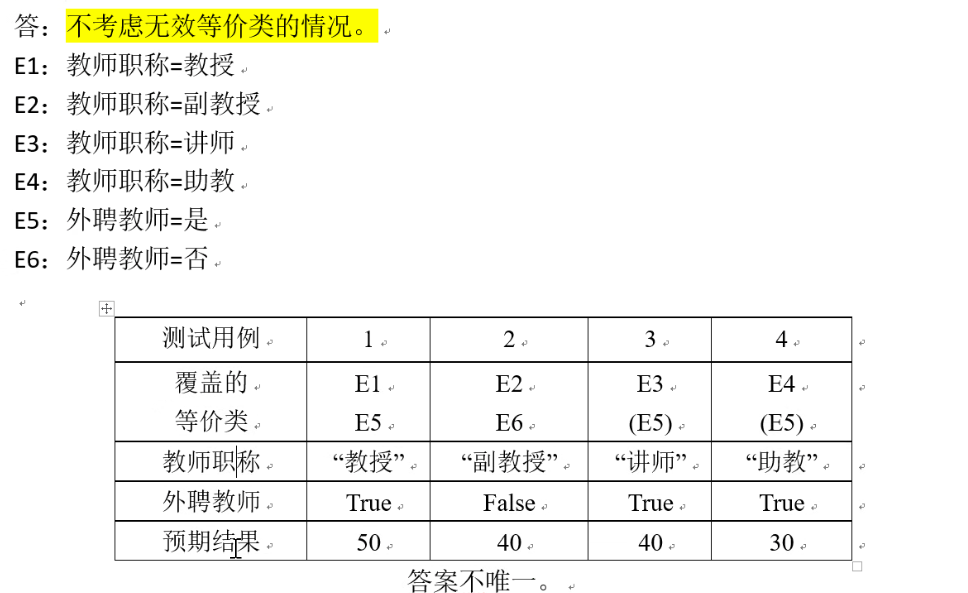 答：不考虑无效等价类的情况。
E1：教师职称=教授
E2：教师职称=副教授
E3：教师职称=讲师
E4：教师职称=助教
E5：外聘教师=是
E6：外聘教师=否
测试用例 1 2 3 4
覆盖的 E1 E2 E3 E4
等价类 E5 E6 (E5) (E5)
教师职称 “教授” “副教授” “讲师” “助教”
外聘教师 True False True True
预期结果 50 40 40 30
答案不唯一。